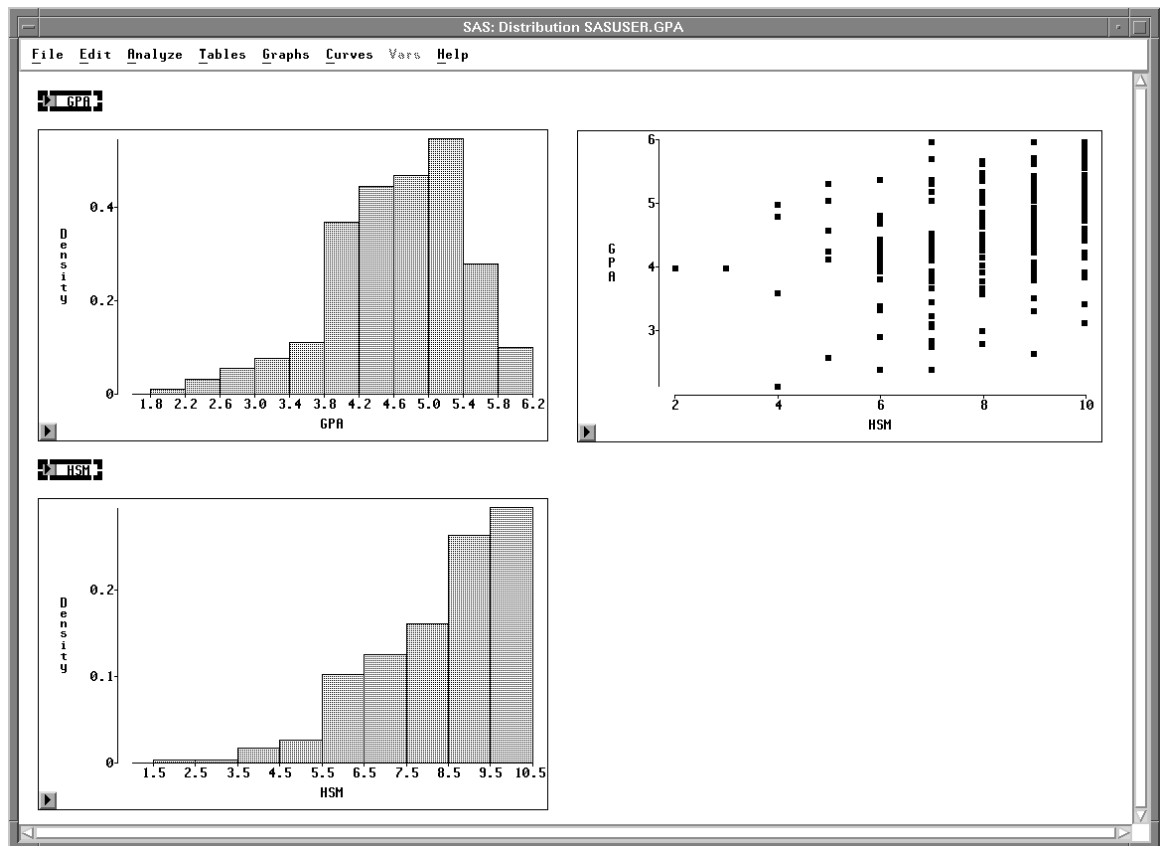 SAS: Distribution SASUSER.GPA
File Edit Analyze Tables Graphs Curves Vars Help
GPA
Density
0.4
0.2
0
1.8 2.2 2.6 3.0 3.4 3.8 4.2 4.6 5.0 5.4 5.8 6.2
GPA
GPA
6
5
4
3
2 4 6 8 10
HSM
HSM
Density
0.2
0.1
0
1.5 2.5 3.5 4.5 5.5 6.5 7.5 8.5 9.5 10.5
HSM